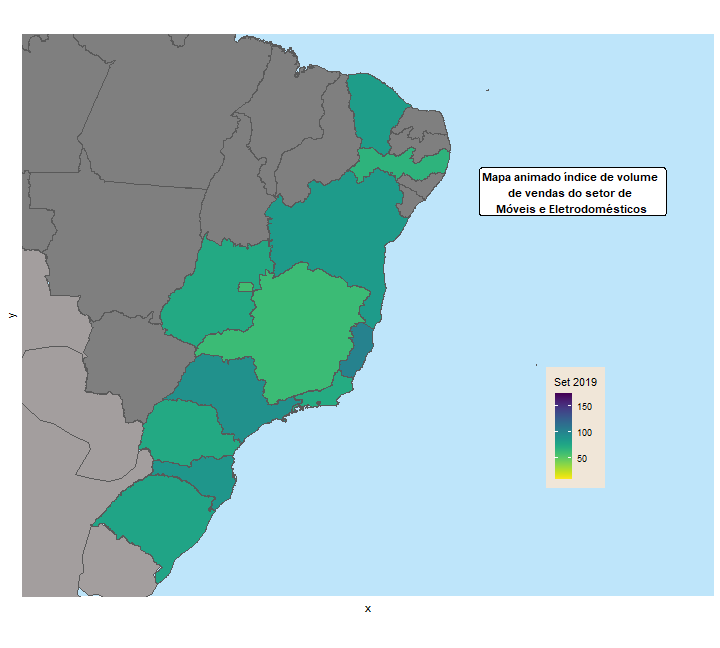 Mapa animado índice de volume
de vendas do setor de
Móveis e Eletrodomésticos
y
Set 2019
150
100
50
x